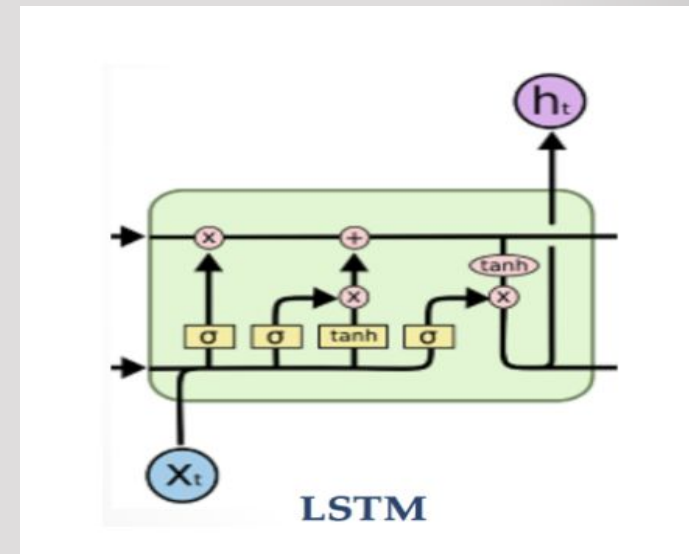 hₜ
×
+
tanh
×
×
σ
σ
tanh
σ
Xₜ
LSTM